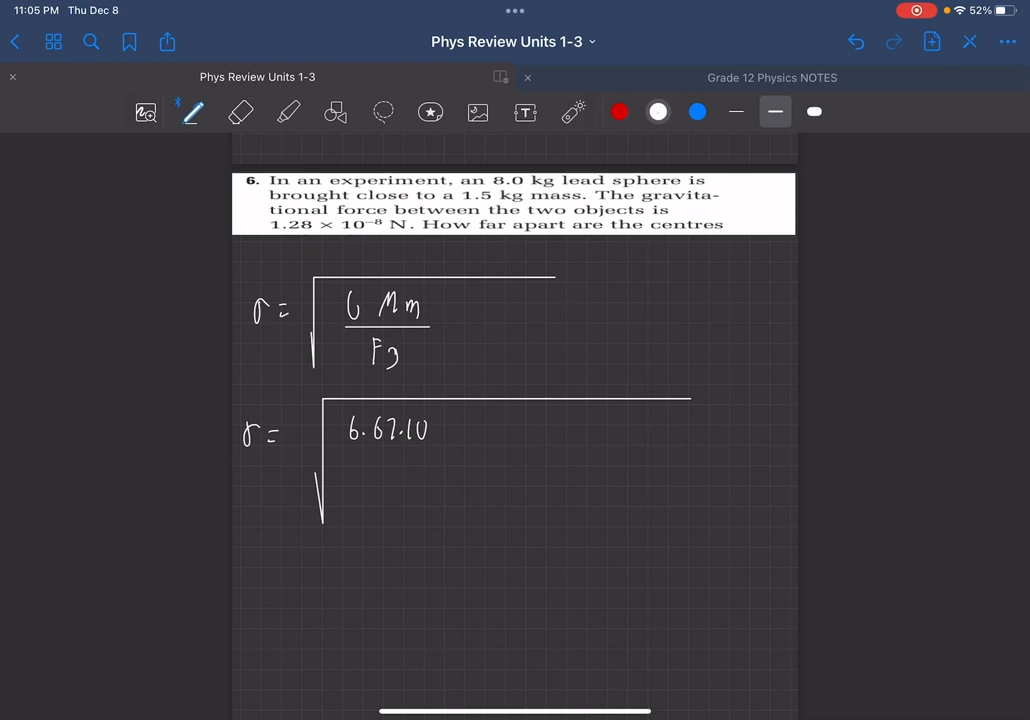 11:05 PM Thu Dec 8
52%
Phys Review Units 1-3
Phys Review Units 1-3
Grade 12 Physics NOTES
T
6. In an experiment, an 8.0 kg lead sphere is
brought close to a 1.5 kg mass. The gravita-
tional force between the two objects is
1.28 × 10⁻⁸ N. How far apart are the centres
r = √(G M m / Fg)
r = √(6.67·10